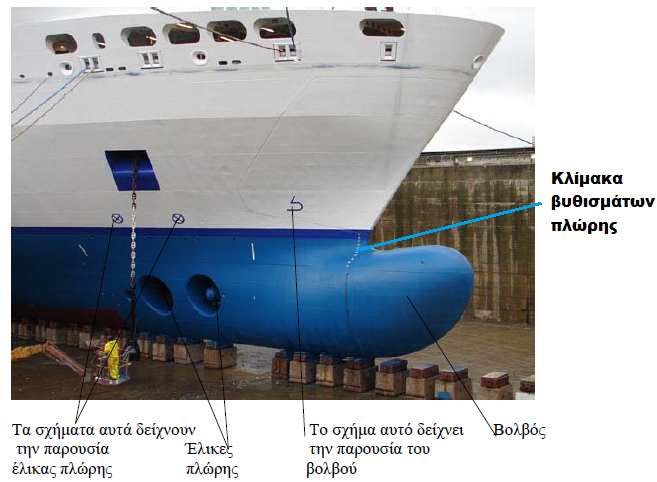 Κλίμακα
βυθισμάτων
πλώρης
Τα σχήματα αυτά δείχνουν
την παρουσία
έλικας πλώρης
Έλικες
πλώρης
Το σχήμα αυτό δείχνει
την παρουσία του
βολβού
Βολβός